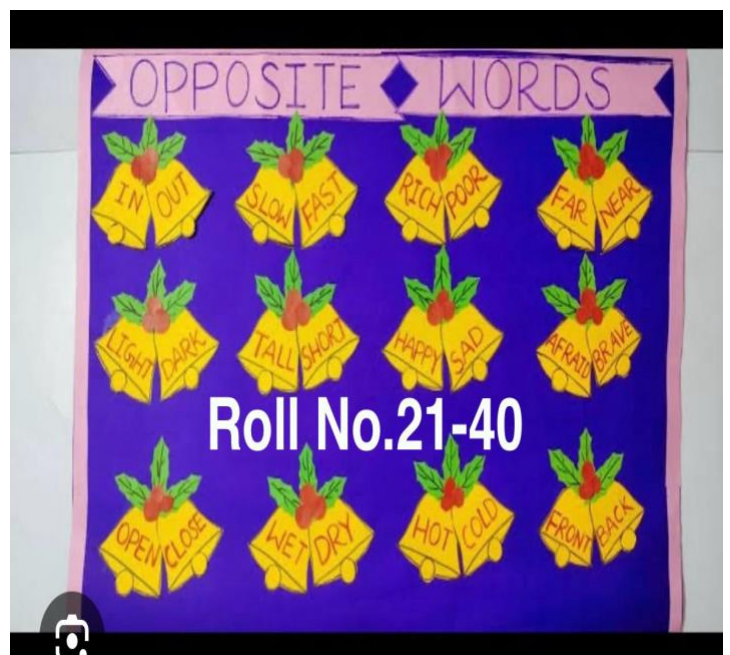 OPPOSITE WORDS
IN OUT
SLOW FAST
RICH POOR
FAR NEAR
LIGHT DARK
TALL SHORT
HAPPY SAD
AFRAID BRAVE
Roll No.21-40
OPEN CLOSE
WET DRY
HOT COLD
FRONT BACK